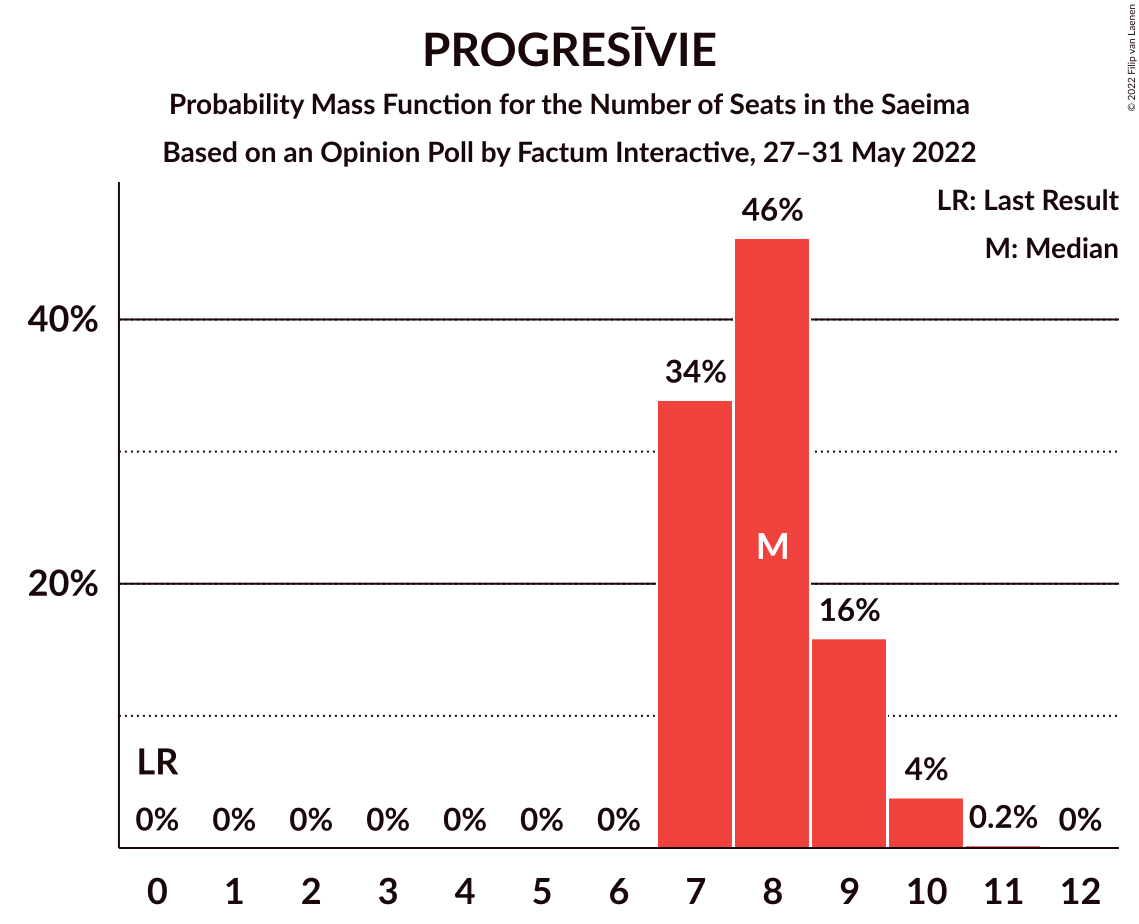 PROGRESĪVIE
Probability Mass Function for the Number of Seats in the Saeima
Based on an Opinion Poll by Factum Interactive, 27–31 May 2022
© 2022 Filip van Laenen
LR: Last Result
M: Median
46%
40%
34%
M
20%
16%
LR
4%
0% 0% 0% 0% 0% 0% 0% 0.2% 0%
0 1 2 3 4 5 6 7 8 9 10 11 12